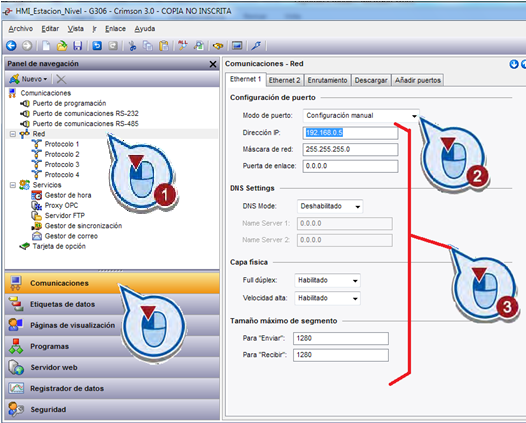 HMI_Estacion_Nivel - G306 - Crimson 3.0 - COPIA NO INSCRITA
Archivo Editar Vista Ir Enlace Ayuda
Panel de navegación
Nuevo
Comunicaciones
Puerto de programación
Puerto de comunicaciones RS-232
Puerto de comunicaciones RS-485
Red
Protocolo 1
Protocolo 2
Protocolo 3
Protocolo 4
Servicios
Gestor de hora
Proxy OPC
Servidor FTP
Gestor de sincronización
Gestor de correo
Tarjeta de opción
1
Comunicaciones
Etiquetas de datos
Páginas de visualización
Programas
Servidor web
Registrador de datos
Seguridad
Comunicaciones - Red
Ethernet 1 Ethernet 2 Enrutamiento Descargar Añadir puertos
Configuración de puerto
Modo de puerto: Configuración manual
Dirección IP: 192.168.0.5
Máscara de red: 255.255.255.0
Puerta de enlace: 0.0.0.0
2
DNS Settings
DNS Mode: Deshabilitado
Name Server 1: 0.0.0.0
Name Server 2: 0.0.0.0
Capa física
Full dúplex: Habilitado
Velocidad alta: Habilitado
3
Tamaño máximo de segmento
Para "Enviar": 1280
Para "Recibir": 1280